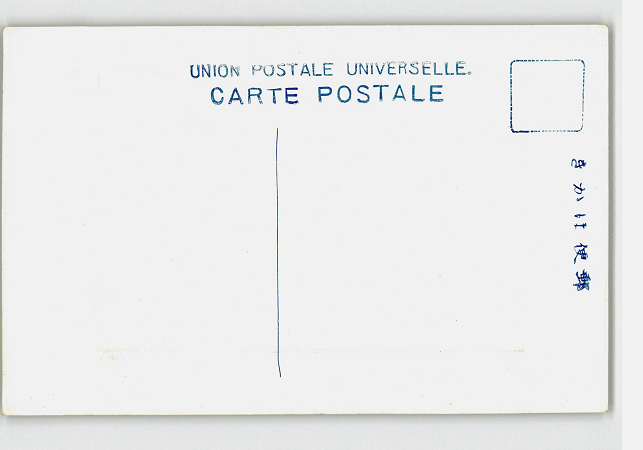 UNION POSTALE UNIVERSELLE.
CARTE POSTALE
郵便はかき